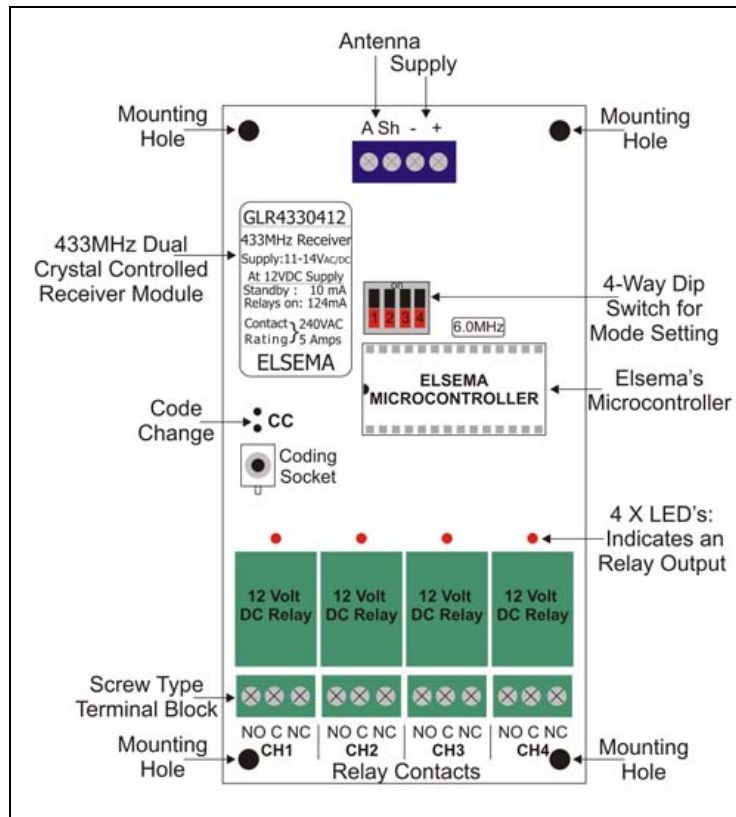 Antenna
Supply
Mounting
Hole
A Sh - +
Mounting
Hole
GLR4330412
433MHz Receiver
Supply:11-14VAC/DC
At 12VDC Supply
Standby : 10 mA
Relays on: 124mA
Contact } 240VAC
Rating } 5 Amps
ELSEMA
433MHz Dual
Crystal Controlled
Receiver Module
on
1 2 3 4
4-Way Dip
Switch for
Mode Setting
6.0MHz
ELSEMA
MICROCONTROLLER
Elsema's
Microcontroller
Code
Change
CC
Coding
Socket
4 X LED's:
Indicates an
Relay Output
12 Volt
DC Relay
12 Volt
DC Relay
12 Volt
DC Relay
12 Volt
DC Relay
Screw Type
Terminal Block
NO C NC NO C NC NO C NC NO C NC
CH1 CH2 CH3 CH4
Mounting
Hole
Relay Contacts
Mounting
Hole